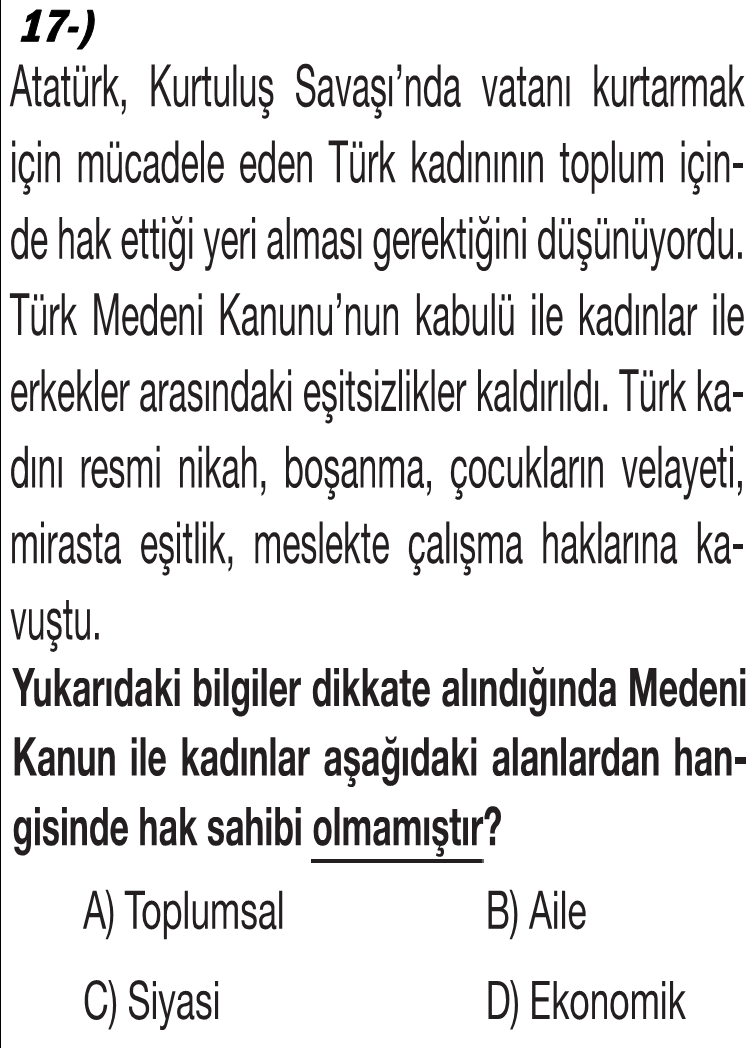 17-)
Atatürk, Kurtuluş Savaşı’nda vatanı kurtarmak
için mücadele eden Türk kadınının toplum için-
de hak ettiği yeri alması gerektiğini düşünüyordu.
Türk Medeni Kanunu’nun kabulü ile kadınlar ile
erkekler arasındaki eşitsizlikler kaldırıldı. Türk ka-
dını resmi nikah, boşanma, çocukların velayeti,
mirasta eşitlik, meslekte çalışma haklarına ka-
vuştu.
Yukarıdaki bilgiler dikkate alındığında Medeni
Kanun ile kadınlar aşağıdaki alanlardan han-
gisinde hak sahibi olmamıştır?
A) Toplumsal B) Aile
C) Siyasi D) Ekonomik